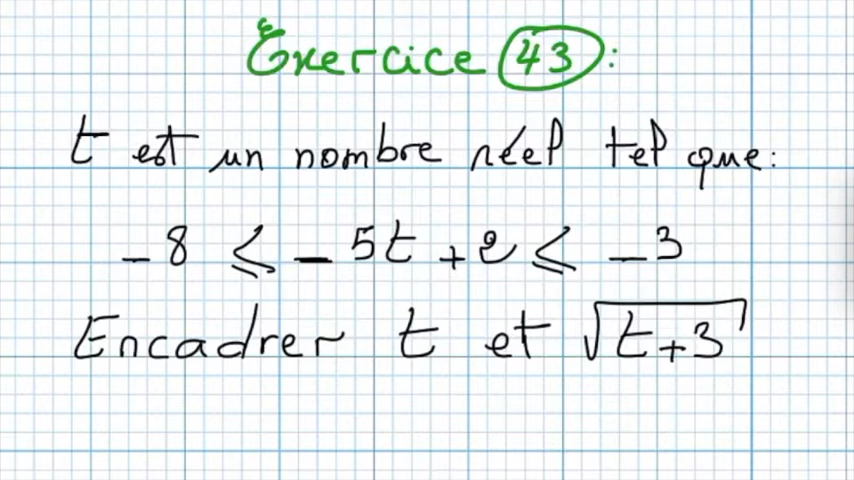 Exercice 43 :
t est un nombre réel tel que :
-8 ⩽ -5t + 2 ⩽ -3
Encadrer t et √t+3